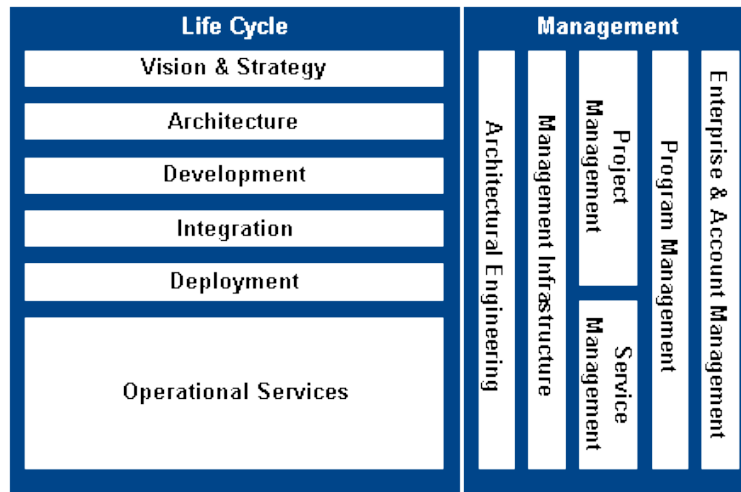 Life Cycle
Vision & Strategy
Architecture
Development
Integration
Deployment
Operational Services
Management
Architectural Engineering
Management Infrastructure
Project
Management
Service
Management
Program Management
Enterprise & Account Management